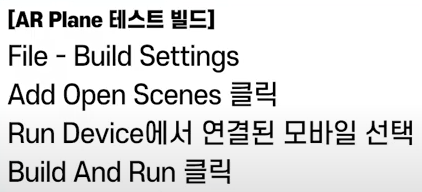 [AR Plane 테스트 빌드]
File - Build Settings
Add Open Scenes 클릭
Run Device에서 연결된 모바일 선택
Build And Run 클릭